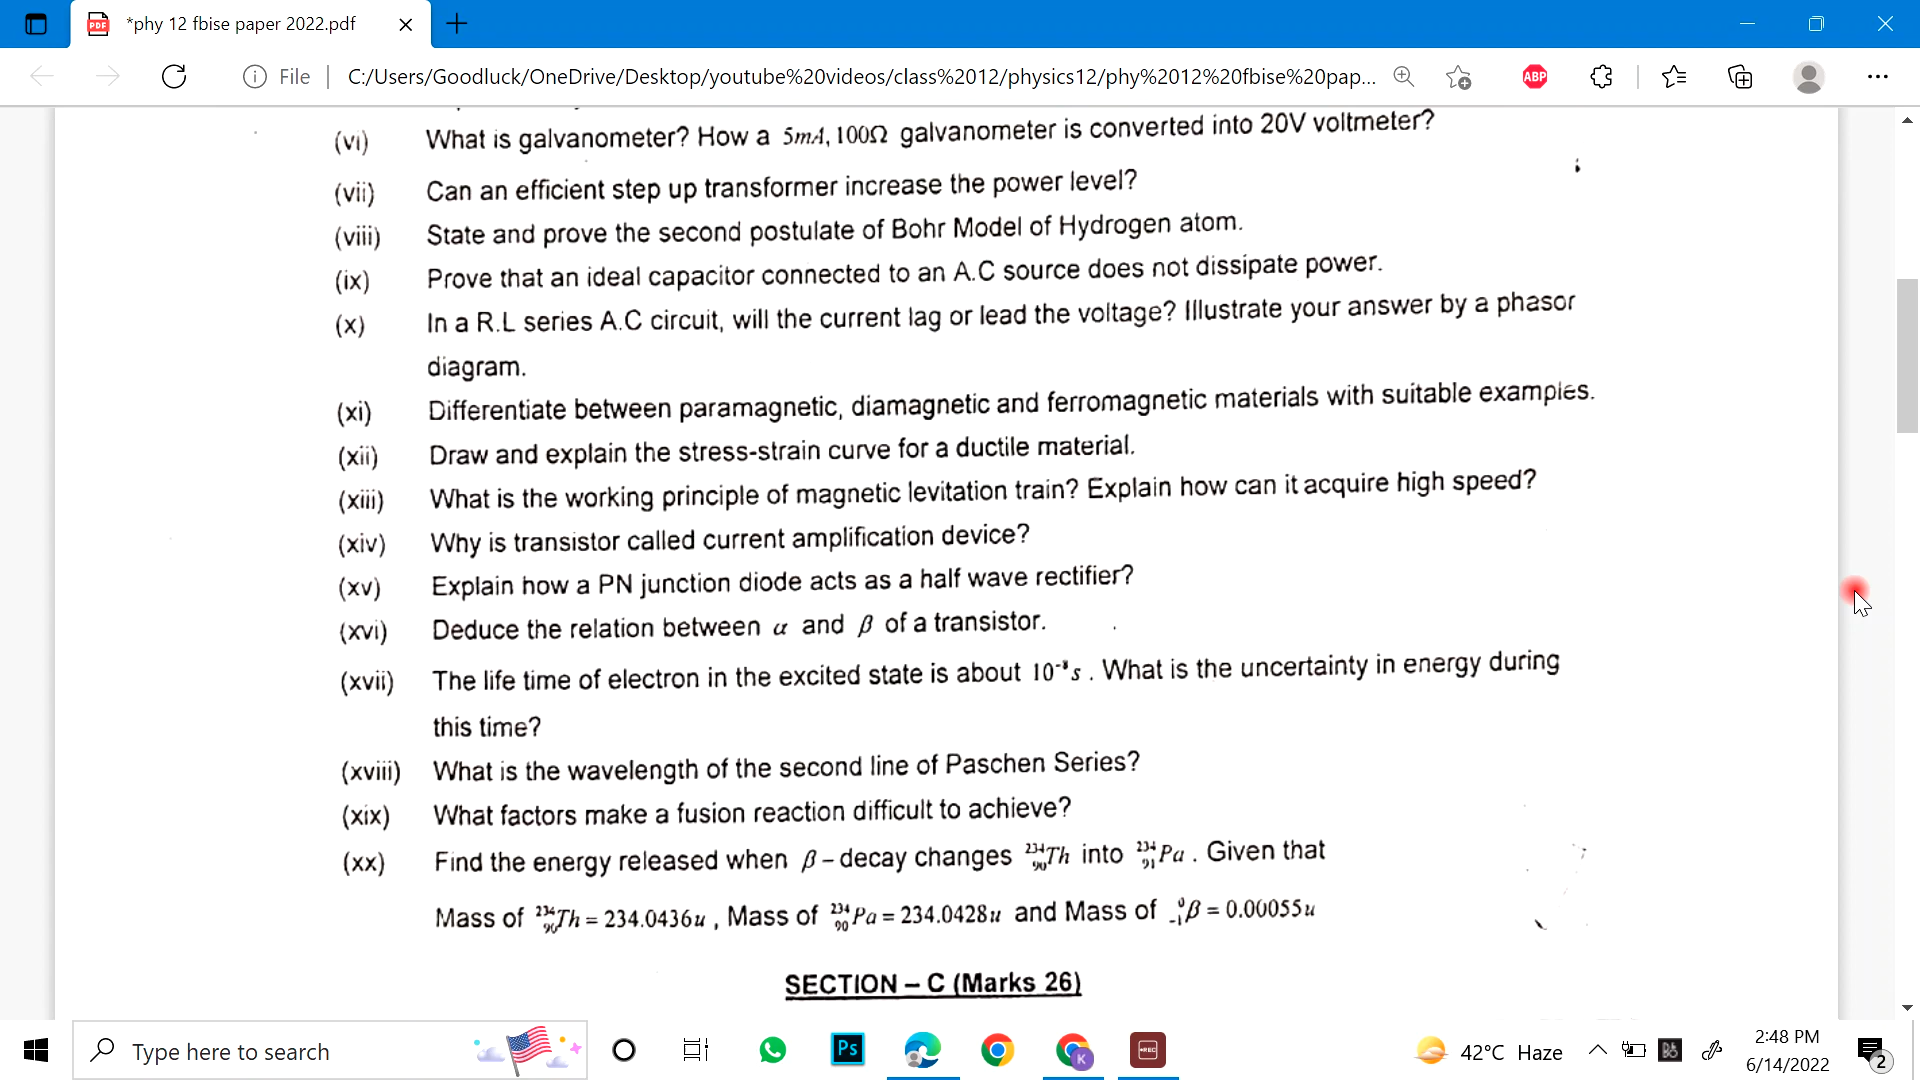 *phy 12 fbise paper 2022.pdf
File | C:/Users/Goodluck/OneDrive/Desktop/youtube%20videos/class%2012/physics12/phy%2012%20fbise%20pap...
ABP
(vi) What is galvanometer? How a 5mA, 100Ω galvanometer is converted into 20V voltmeter?
(vii) Can an efficient step up transformer increase the power level?
(viii) State and prove the second postulate of Bohr Model of Hydrogen atom.
(ix) Prove that an ideal capacitor connected to an A.C source does not dissipate power.
(x) In a R.L series A.C circuit, will the current lag or lead the voltage? Illustrate your answer by a phasor
diagram.
(xi) Differentiate between paramagnetic, diamagnetic and ferromagnetic materials with suitable examples.
(xii) Draw and explain the stress-strain curve for a ductile material.
(xiii) What is the working principle of magnetic levitation train? Explain how can it acquire high speed?
(xiv) Why is transistor called current amplification device?
(xv) Explain how a PN junction diode acts as a half wave rectifier?
(xvi) Deduce the relation between α and β of a transistor.
(xvii) The life time of electron in the excited state is about 10⁻⁸s . What is the uncertainty in energy during
this time?
(xviii) What is the wavelength of the second line of Paschen Series?
(xix) What factors make a fusion reaction difficult to achieve?
(xx) Find the energy released when β – decay changes ²³⁴₉₀Th into ²³⁴₉₁Pa . Given that
Mass of ²³⁴₉₀Th = 234.0436u , Mass of ²³⁴₉₀Pa = 234.0428u and Mass of ⁰₋₁β = 0.00055u
SECTION – C (Marks 26)
Type here to search
Ps
K
REC
42°C Haze
2:48 PM
6/14/2022
2